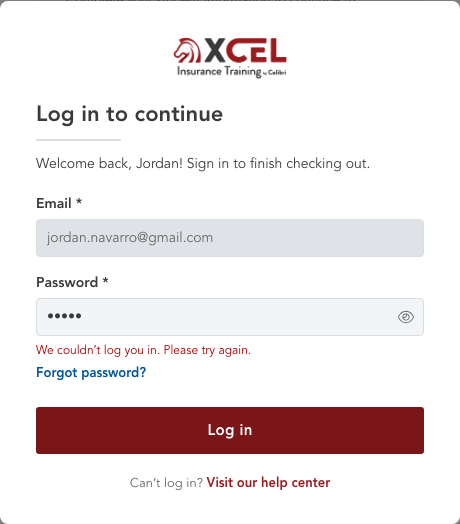 XCEL
Insurance Training by Colibri
Log in to continue
Welcome back, Jordan! Sign in to finish checking out.
Email *
jordan.navarro@gmail.com
Password *
•••••
We couldn't log you in. Please try again.
Forgot password?
Log in
Can't log in? Visit our help center